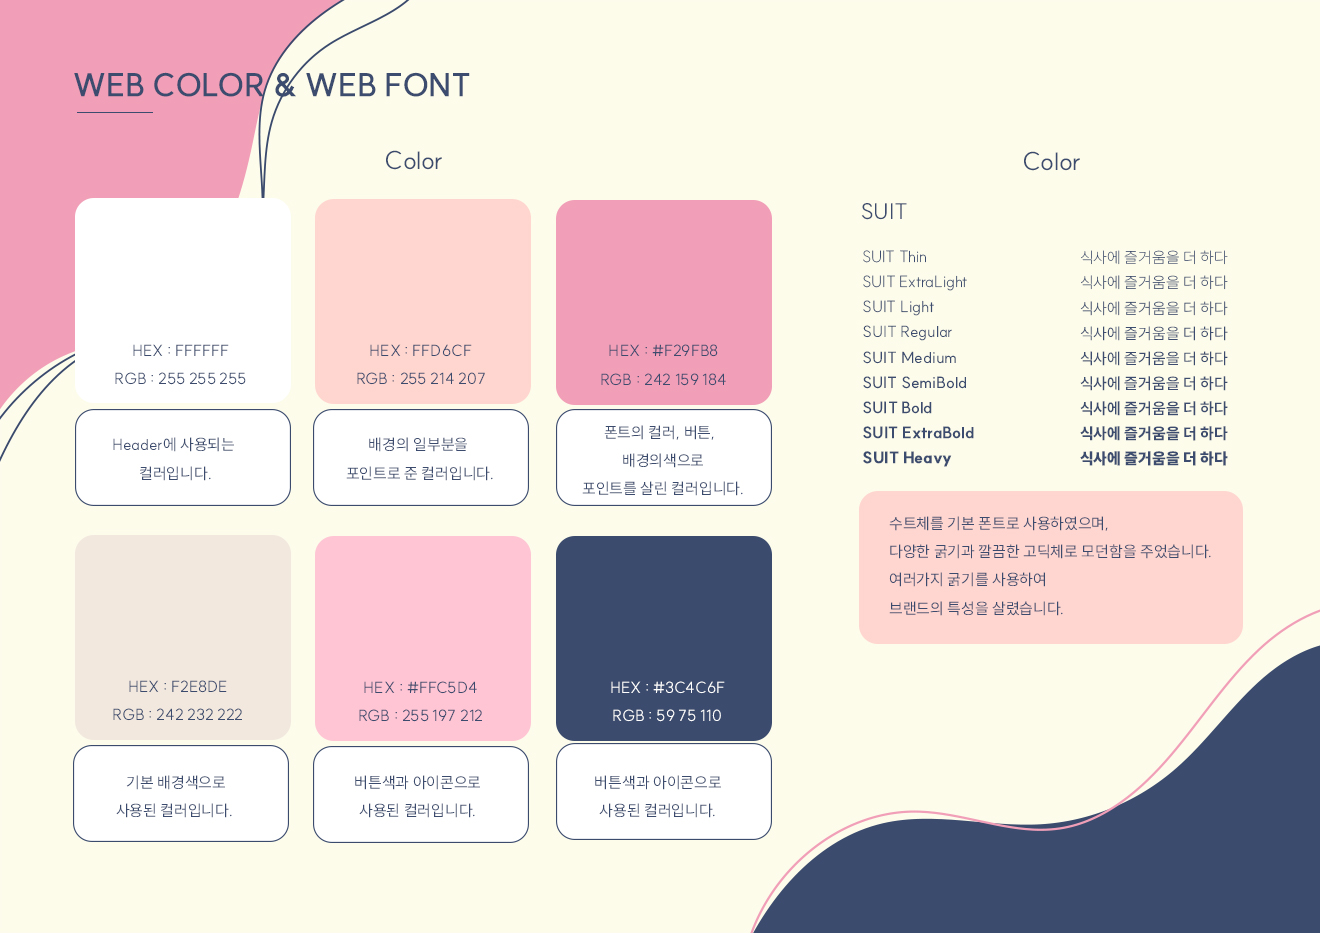 WEB COLOR & WEB FONT
Color
HEX : FFFFFF
RGB : 255 255 255
Header에 사용되는
컬러입니다.
HEX : FFD6CF
RGB : 255 214 207
배경의 일부분을
포인트로 준 컬러입니다.
HEX : #F29FB8
RGB : 242 159 184
폰트의 컬러, 버튼,
배경의색으로
포인트를 살린 컬러입니다.
HEX : F2E8DE
RGB : 242 232 222
기본 배경색으로
사용된 컬러입니다.
HEX : #FFC5D4
RGB : 255 197 212
버튼색과 아이콘으로
사용된 컬러입니다.
HEX : #3C4C6F
RGB : 59 75 110
버튼색과 아이콘으로
사용된 컬러입니다.
Color
SUIT
SUIT Thin 식사에 즐거움을 더 하다
SUIT ExtraLight 식사에 즐거움을 더 하다
SUIT Light 식사에 즐거움을 더 하다
SUIT Regular 식사에 즐거움을 더 하다
SUIT Medium 식사에 즐거움을 더 하다
SUIT SemiBold 식사에 즐거움을 더 하다
SUIT Bold 식사에 즐거움을 더 하다
SUIT ExtraBold 식사에 즐거움을 더 하다
SUIT Heavy 식사에 즐거움을 더 하다
수트체를 기본 폰트로 사용하였으며,
다양한 굵기과 깔끔한 고딕체로 모던함을 주었습니다.
여러가지 굵기를 사용하여
브랜드의 특성을 살렸습니다.